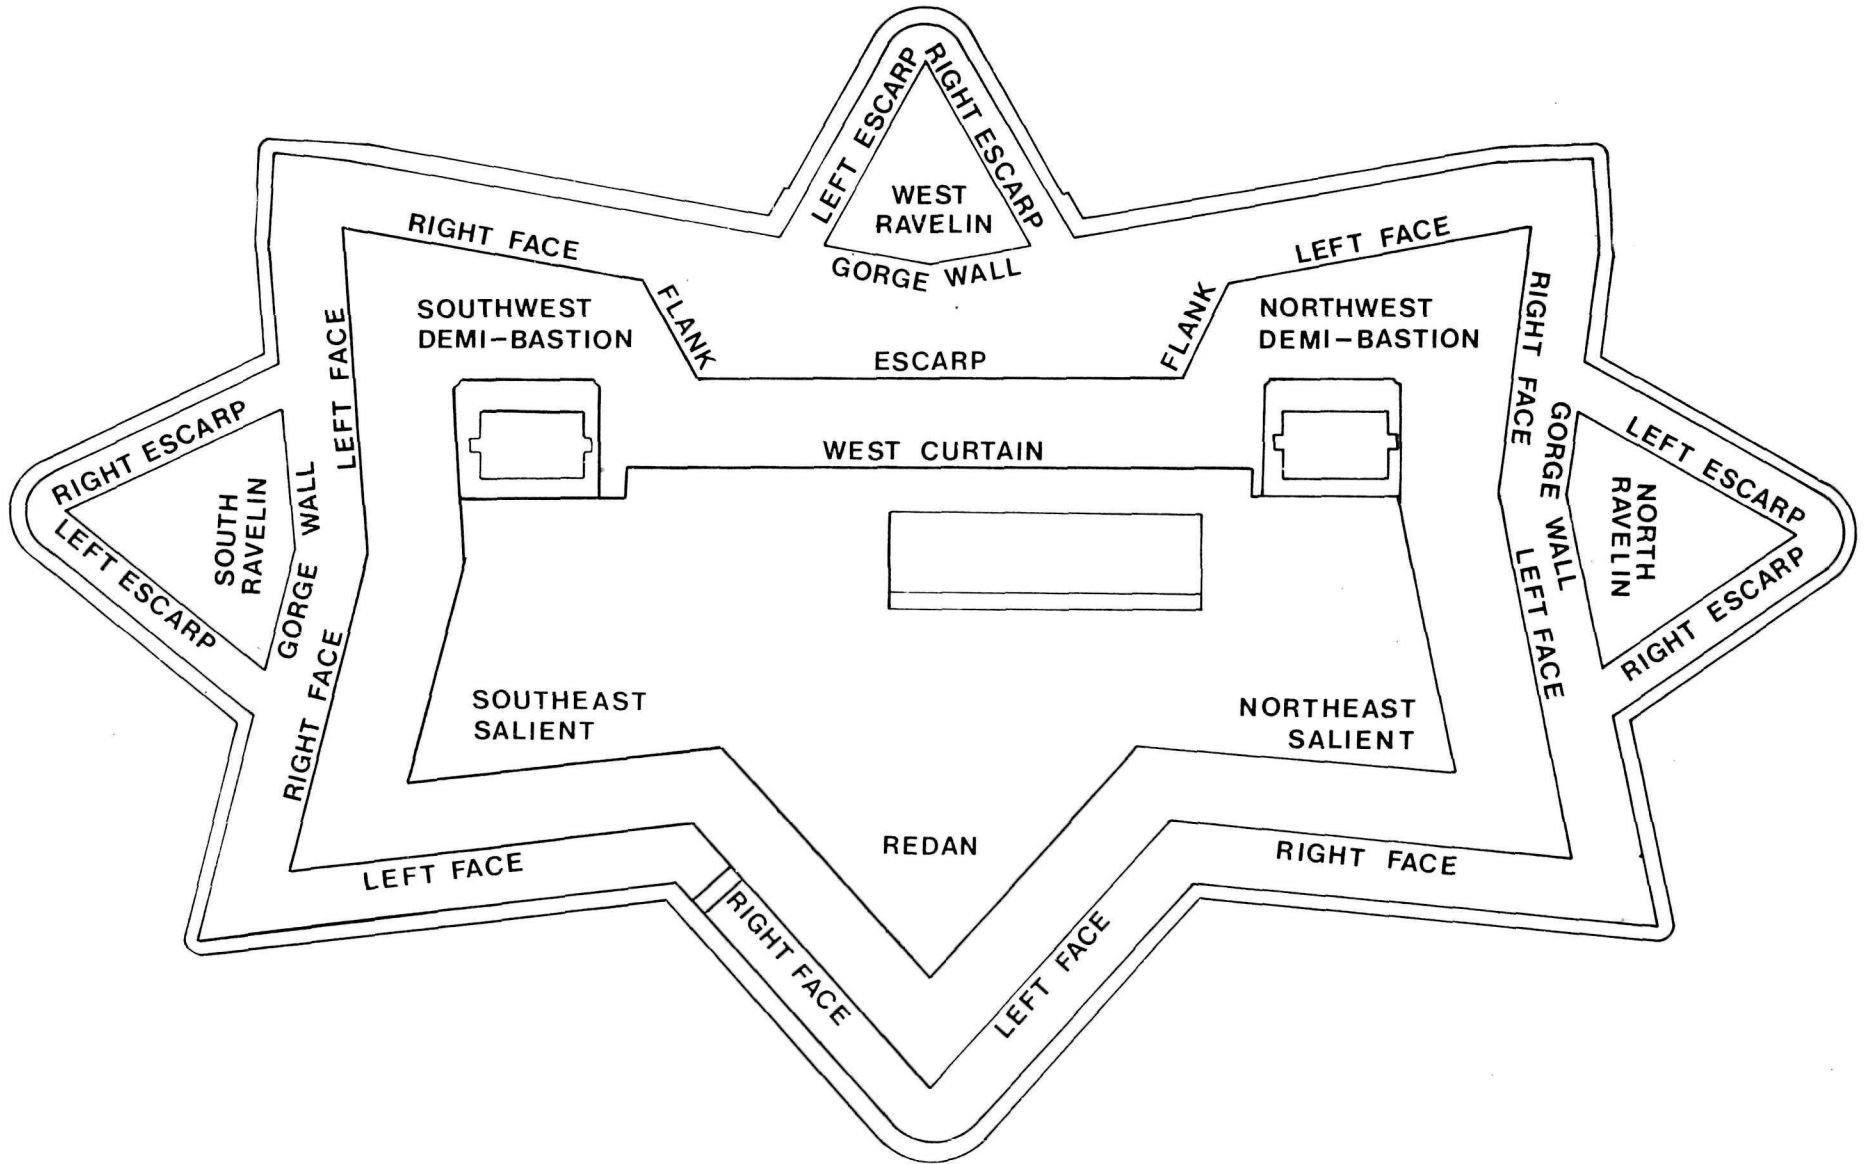 LEFT ESCARP
RIGHT ESCARP
WEST
RAVELIN
GORGE WALL
RIGHT FACE
LEFT FACE
SOUTHWEST
DEMI-BASTION
FLANK
FLANK
NORTHWEST
DEMI-BASTION
LEFT FACE
RIGHT FACE
ESCARP
WEST CURTAIN
RIGHT ESCARP
LEFT ESCARP
SOUTH
RAVELIN
GORGE WALL
GORGE WALL
NORTH
RAVELIN
LEFT ESCARP
RIGHT ESCARP
RIGHT FACE
LEFT FACE
SOUTHEAST
SALIENT
NORTHEAST
SALIENT
REDAN
LEFT FACE
RIGHT FACE
RIGHT FACE
LEFT FACE